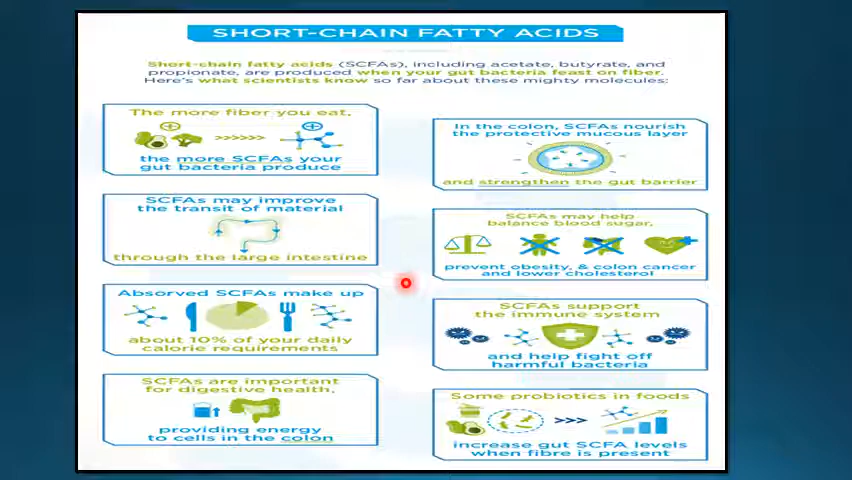 SHORT-CHAIN FATTY ACIDS
Short-chain fatty acids (SCFAs), including acetate, butyrate, and
propionate, are produced when your gut bacteria feast on fiber.
Here's what scientists know so far about these mighty molecules:
The more fiber you eat,
the more SCFAs your
gut bacteria produce
SCFAs may improve
the transit of material
through the large intestine
Absorved SCFAs make up
about 10% of your daily
calorie requirements
SCFAs are important
for digestive health,
providing energy
to cells in the colon
In the colon, SCFAs nourish
the protective mucous layer
and strengthen the gut barrier
SCFAs may help
balance blood sugar,
prevent obesity, & colon cancer
and lower cholesterol
SCFAs support
the immune system
and help fight off
harmful bacteria
Some probiotics in foods
increase gut SCFA levels
when fibre is present